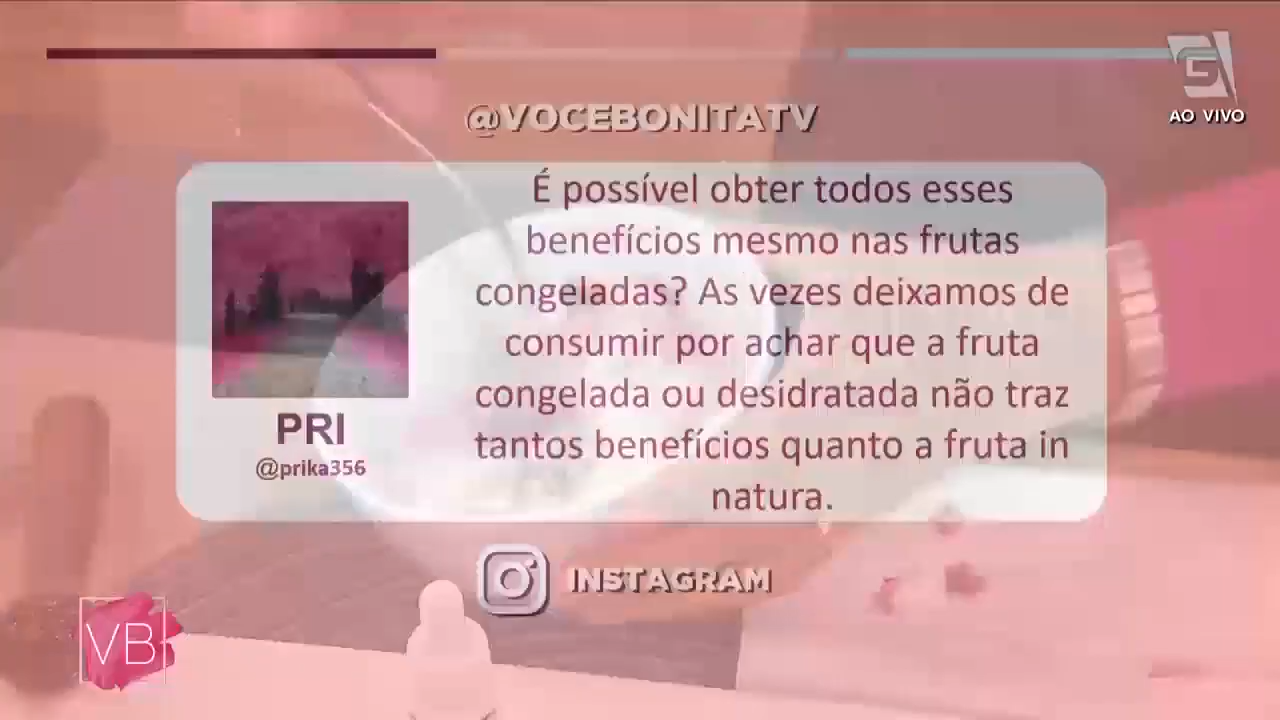 AO VIVO
@VOCEBONITATV
É possível obter todos esses
benefícios mesmo nas frutas
congeladas? As vezes deixamos de
consumir por achar que a fruta
congelada ou desidratada não traz
tantos benefícios quanto a fruta in
natura.
PRI
@prika356
INSTAGRAM
VB